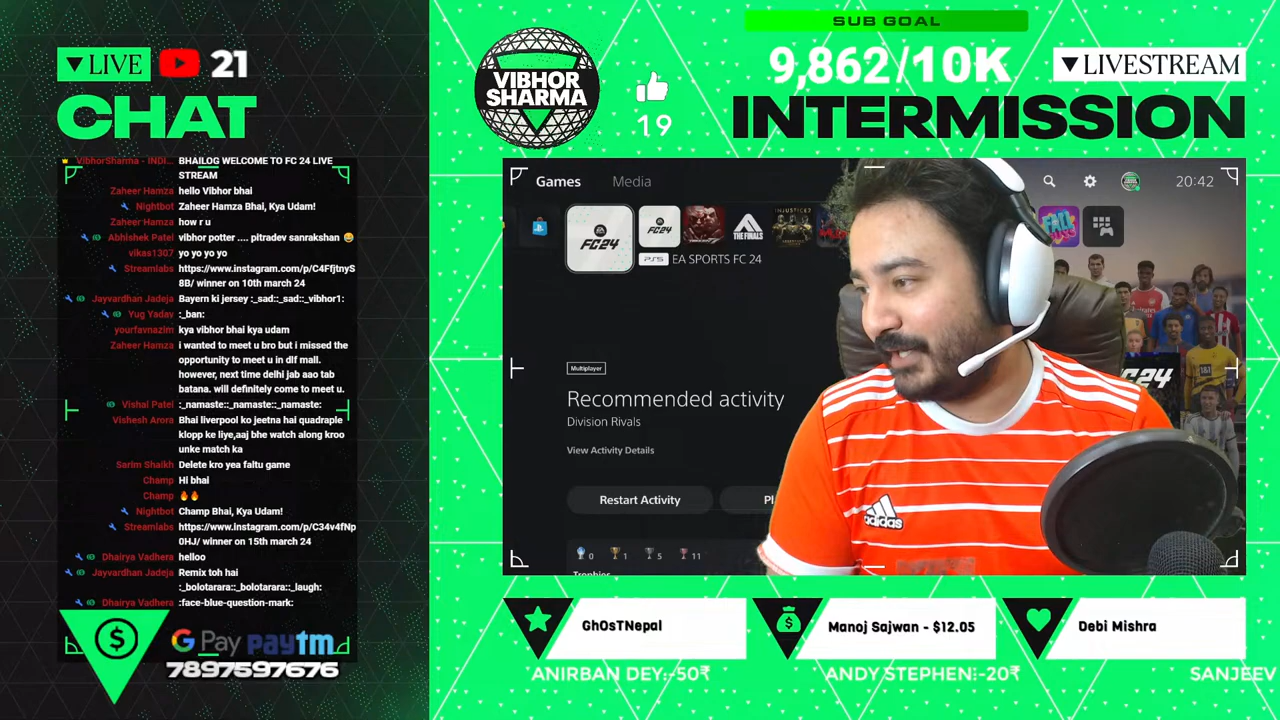 LIVE 21
CHAT
VibhorSharma - INDI... BHAILOG WELCOME TO FC 24 LIVE
STREAM
Zaheer Hamza hello Vibhor bhai
Nightbot Zaheer Hamza Bhai, Kya Udam!
Zaheer Hamza how r u
Abhishek Patel vibhor potter .... pitradev sanrakshan 😂
vikas1307 yo yo yo yo
Streamlabs https://www.instagram.com/p/C4FfjtnyS
8B/ winner on 10th march 24
Jayvardhan Jadeja Bayern ki jersey :_sad::_sad::_vibhor1:
Yug Yadav :_ban:
yourfavnazim kya vibhor bhai kya udam
Zaheer Hamza i wanted to meet u bro but i missed the
opportunity to meet u in dlf mall.
however, next time delhi jab aao tab
batana. will definitely come to meet u.
Vishal Patel :_namaste::_namaste::_namaste:
Vishesh Arora Bhai liverpool ko jeetna hai quadraple
klopp ke liye,aaj bhe watch along kroo
unke match ka
Sarim Shaikh Delete kro yea faltu game
Champ Hi bhai
Champ 🔥🔥
Nightbot Champ Bhai, Kya Udam!
Streamlabs https://www.instagram.com/p/C34v4fNp
0HJ/ winner on 15th march 24
Dhairya Vadhera helloo
Jayvardhan Jadeja Remix toh hai
:_bolotarara::_bolotarara::_laugh:
Dhairya Vadhera :face-blue-question-mark:
$ G Pay paytm
7897597676
VIBHOR
SHARMA
19
SUB GOAL
9,862/10K
LIVESTREAM
INTERMISSION
Games Media 20:42
EA SPORTS FC 24
FC24
THE FINALS
INJUSTICE 2
PS5 EA SPORTS FC 24
Multiplayer
Recommended activity
Division Rivals
View Activity Details
Restart Activity Pl
0 1 5 11
Trophies
adidas
GhOsTNepal
Manoj Sajwan - $12.05
Debi Mishra
ANIRBAN DEY:-50₹ ANDY STEPHEN:-20₹ SANJEEV